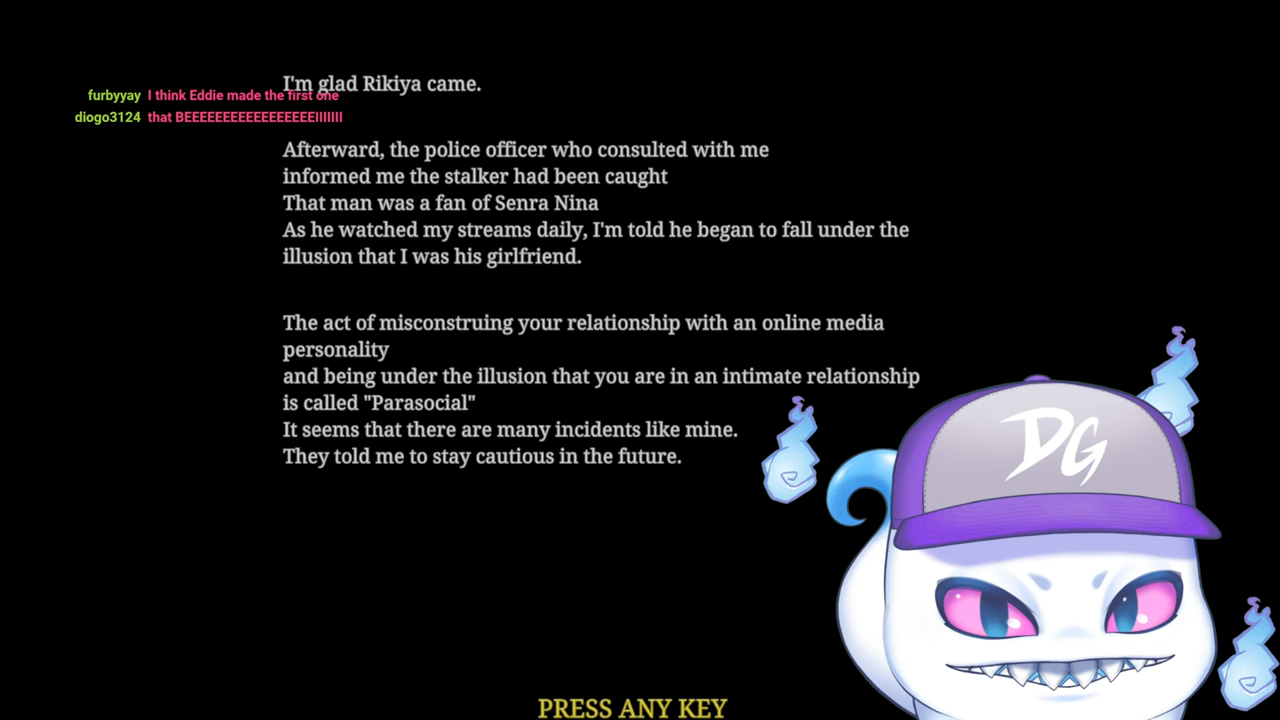 I'm glad Rikiya came.
furbyyay I think Eddie made the first one
diogo3124 that BEEEEEEEEEEEEEEEEEIIIIIII
Afterward, the police officer who consulted with me
informed me the stalker had been caught
That man was a fan of Senra Nina
As he watched my streams daily, I'm told he began to fall under the
illusion that I was his girlfriend.
The act of misconstruing your relationship with an online media
personality
and being under the illusion that you are in an intimate relationship
is called "Parasocial"
It seems that there are many incidents like mine.
They told me to stay cautious in the future.
DG
PRESS ANY KEY